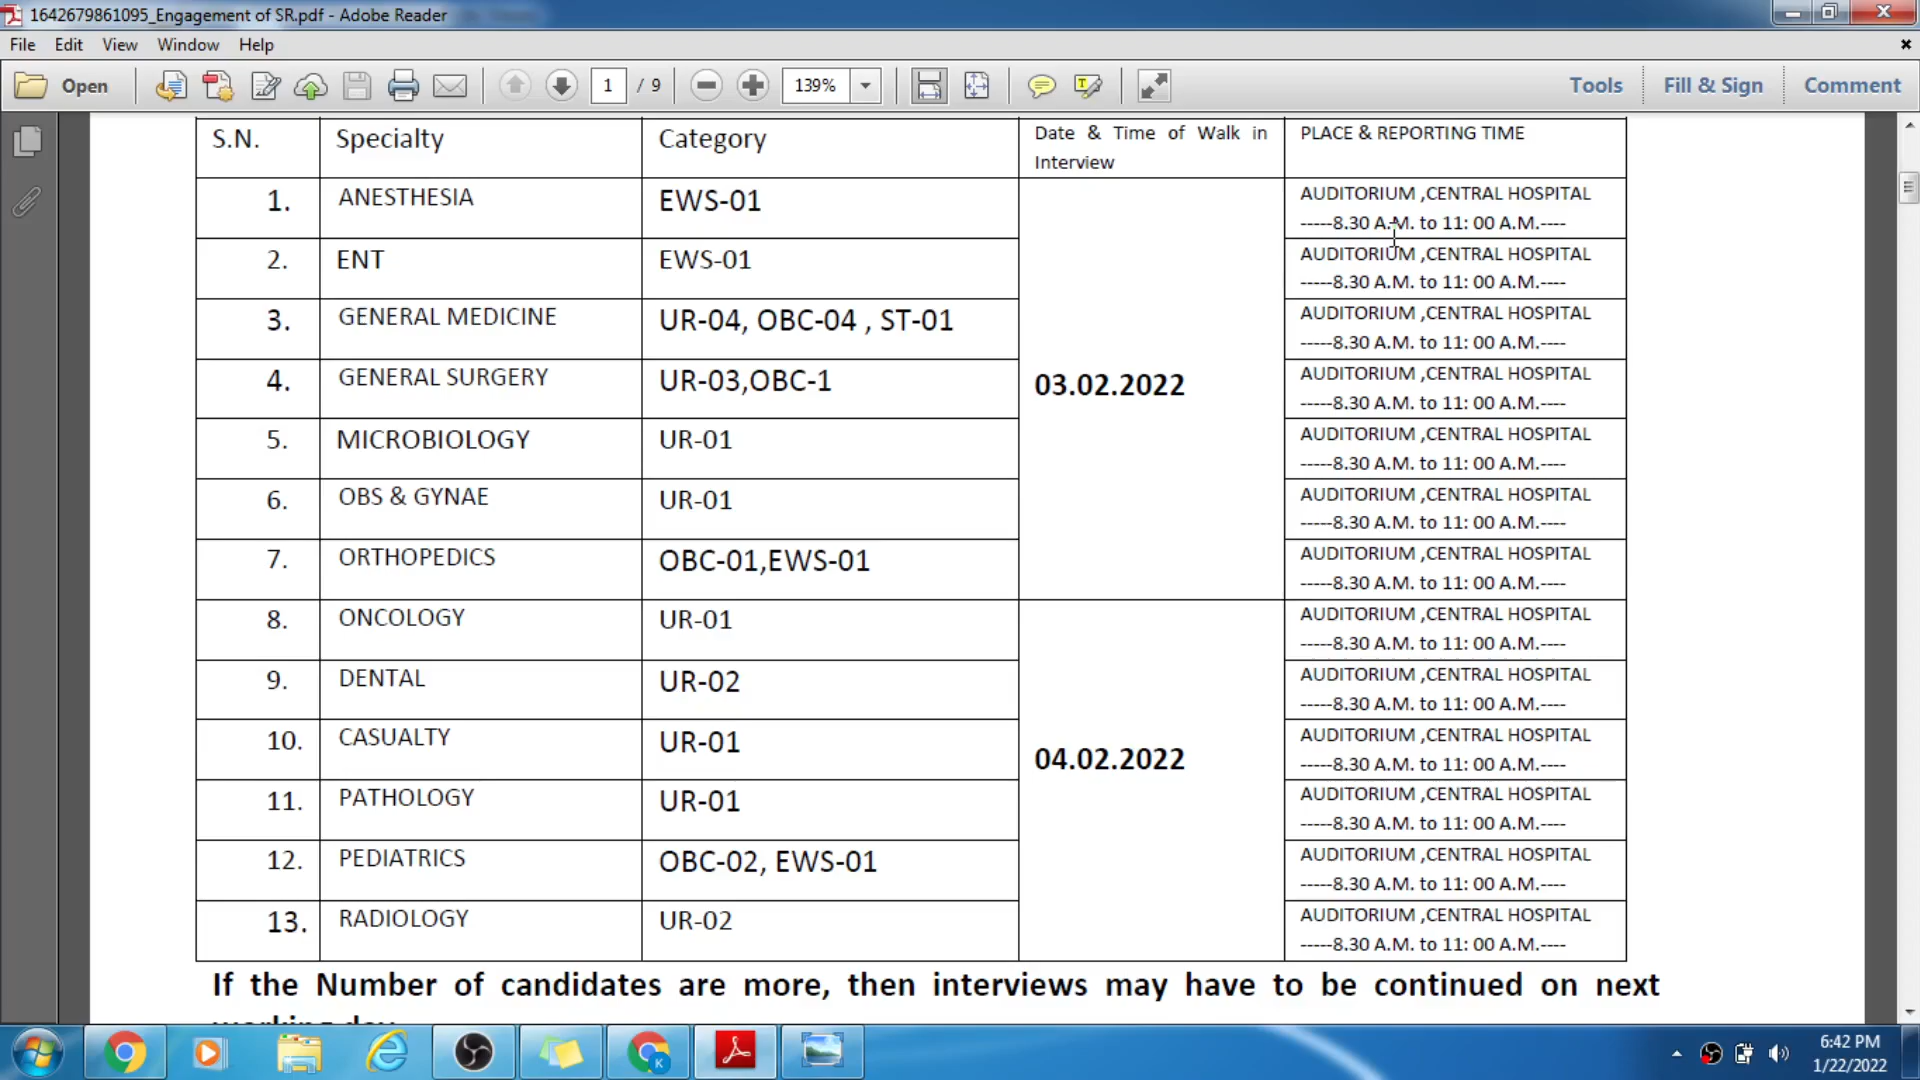 1642679861095_Engagement of SR.pdf - Adobe Reader
File Edit View Window Help
Open 1 / 9 139% Tools Fill & Sign Comment
S.N. Specialty Category Date & Time of Walk in Interview PLACE & REPORTING TIME
1. ANESTHESIA EWS-01 AUDITORIUM ,CENTRAL HOSPITAL
-----8.30 A.M. to 11: 00 A.M.----
2. ENT EWS-01 AUDITORIUM ,CENTRAL HOSPITAL
-----8.30 A.M. to 11: 00 A.M.----
3. GENERAL MEDICINE UR-04, OBC-04 , ST-01 AUDITORIUM ,CENTRAL HOSPITAL
-----8.30 A.M. to 11: 00 A.M.----
4. GENERAL SURGERY UR-03,OBC-1 03.02.2022 AUDITORIUM ,CENTRAL HOSPITAL
-----8.30 A.M. to 11: 00 A.M.----
5. MICROBIOLOGY UR-01 AUDITORIUM ,CENTRAL HOSPITAL
-----8.30 A.M. to 11: 00 A.M.----
6. OBS & GYNAE UR-01 AUDITORIUM ,CENTRAL HOSPITAL
-----8.30 A.M. to 11: 00 A.M.----
7. ORTHOPEDICS OBC-01,EWS-01 AUDITORIUM ,CENTRAL HOSPITAL
-----8.30 A.M. to 11: 00 A.M.----
8. ONCOLOGY UR-01 AUDITORIUM ,CENTRAL HOSPITAL
-----8.30 A.M. to 11: 00 A.M.----
9. DENTAL UR-02 AUDITORIUM ,CENTRAL HOSPITAL
-----8.30 A.M. to 11: 00 A.M.----
10. CASUALTY UR-01 04.02.2022 AUDITORIUM ,CENTRAL HOSPITAL
-----8.30 A.M. to 11: 00 A.M.----
11. PATHOLOGY UR-01 AUDITORIUM ,CENTRAL HOSPITAL
-----8.30 A.M. to 11: 00 A.M.----
12. PEDIATRICS OBC-02, EWS-01 AUDITORIUM ,CENTRAL HOSPITAL
-----8.30 A.M. to 11: 00 A.M.----
13. RADIOLOGY UR-02 AUDITORIUM ,CENTRAL HOSPITAL
-----8.30 A.M. to 11: 00 A.M.----
If the Number of candidates are more, then interviews may have to be continued on next
working day
6:42 PM
1/22/2022